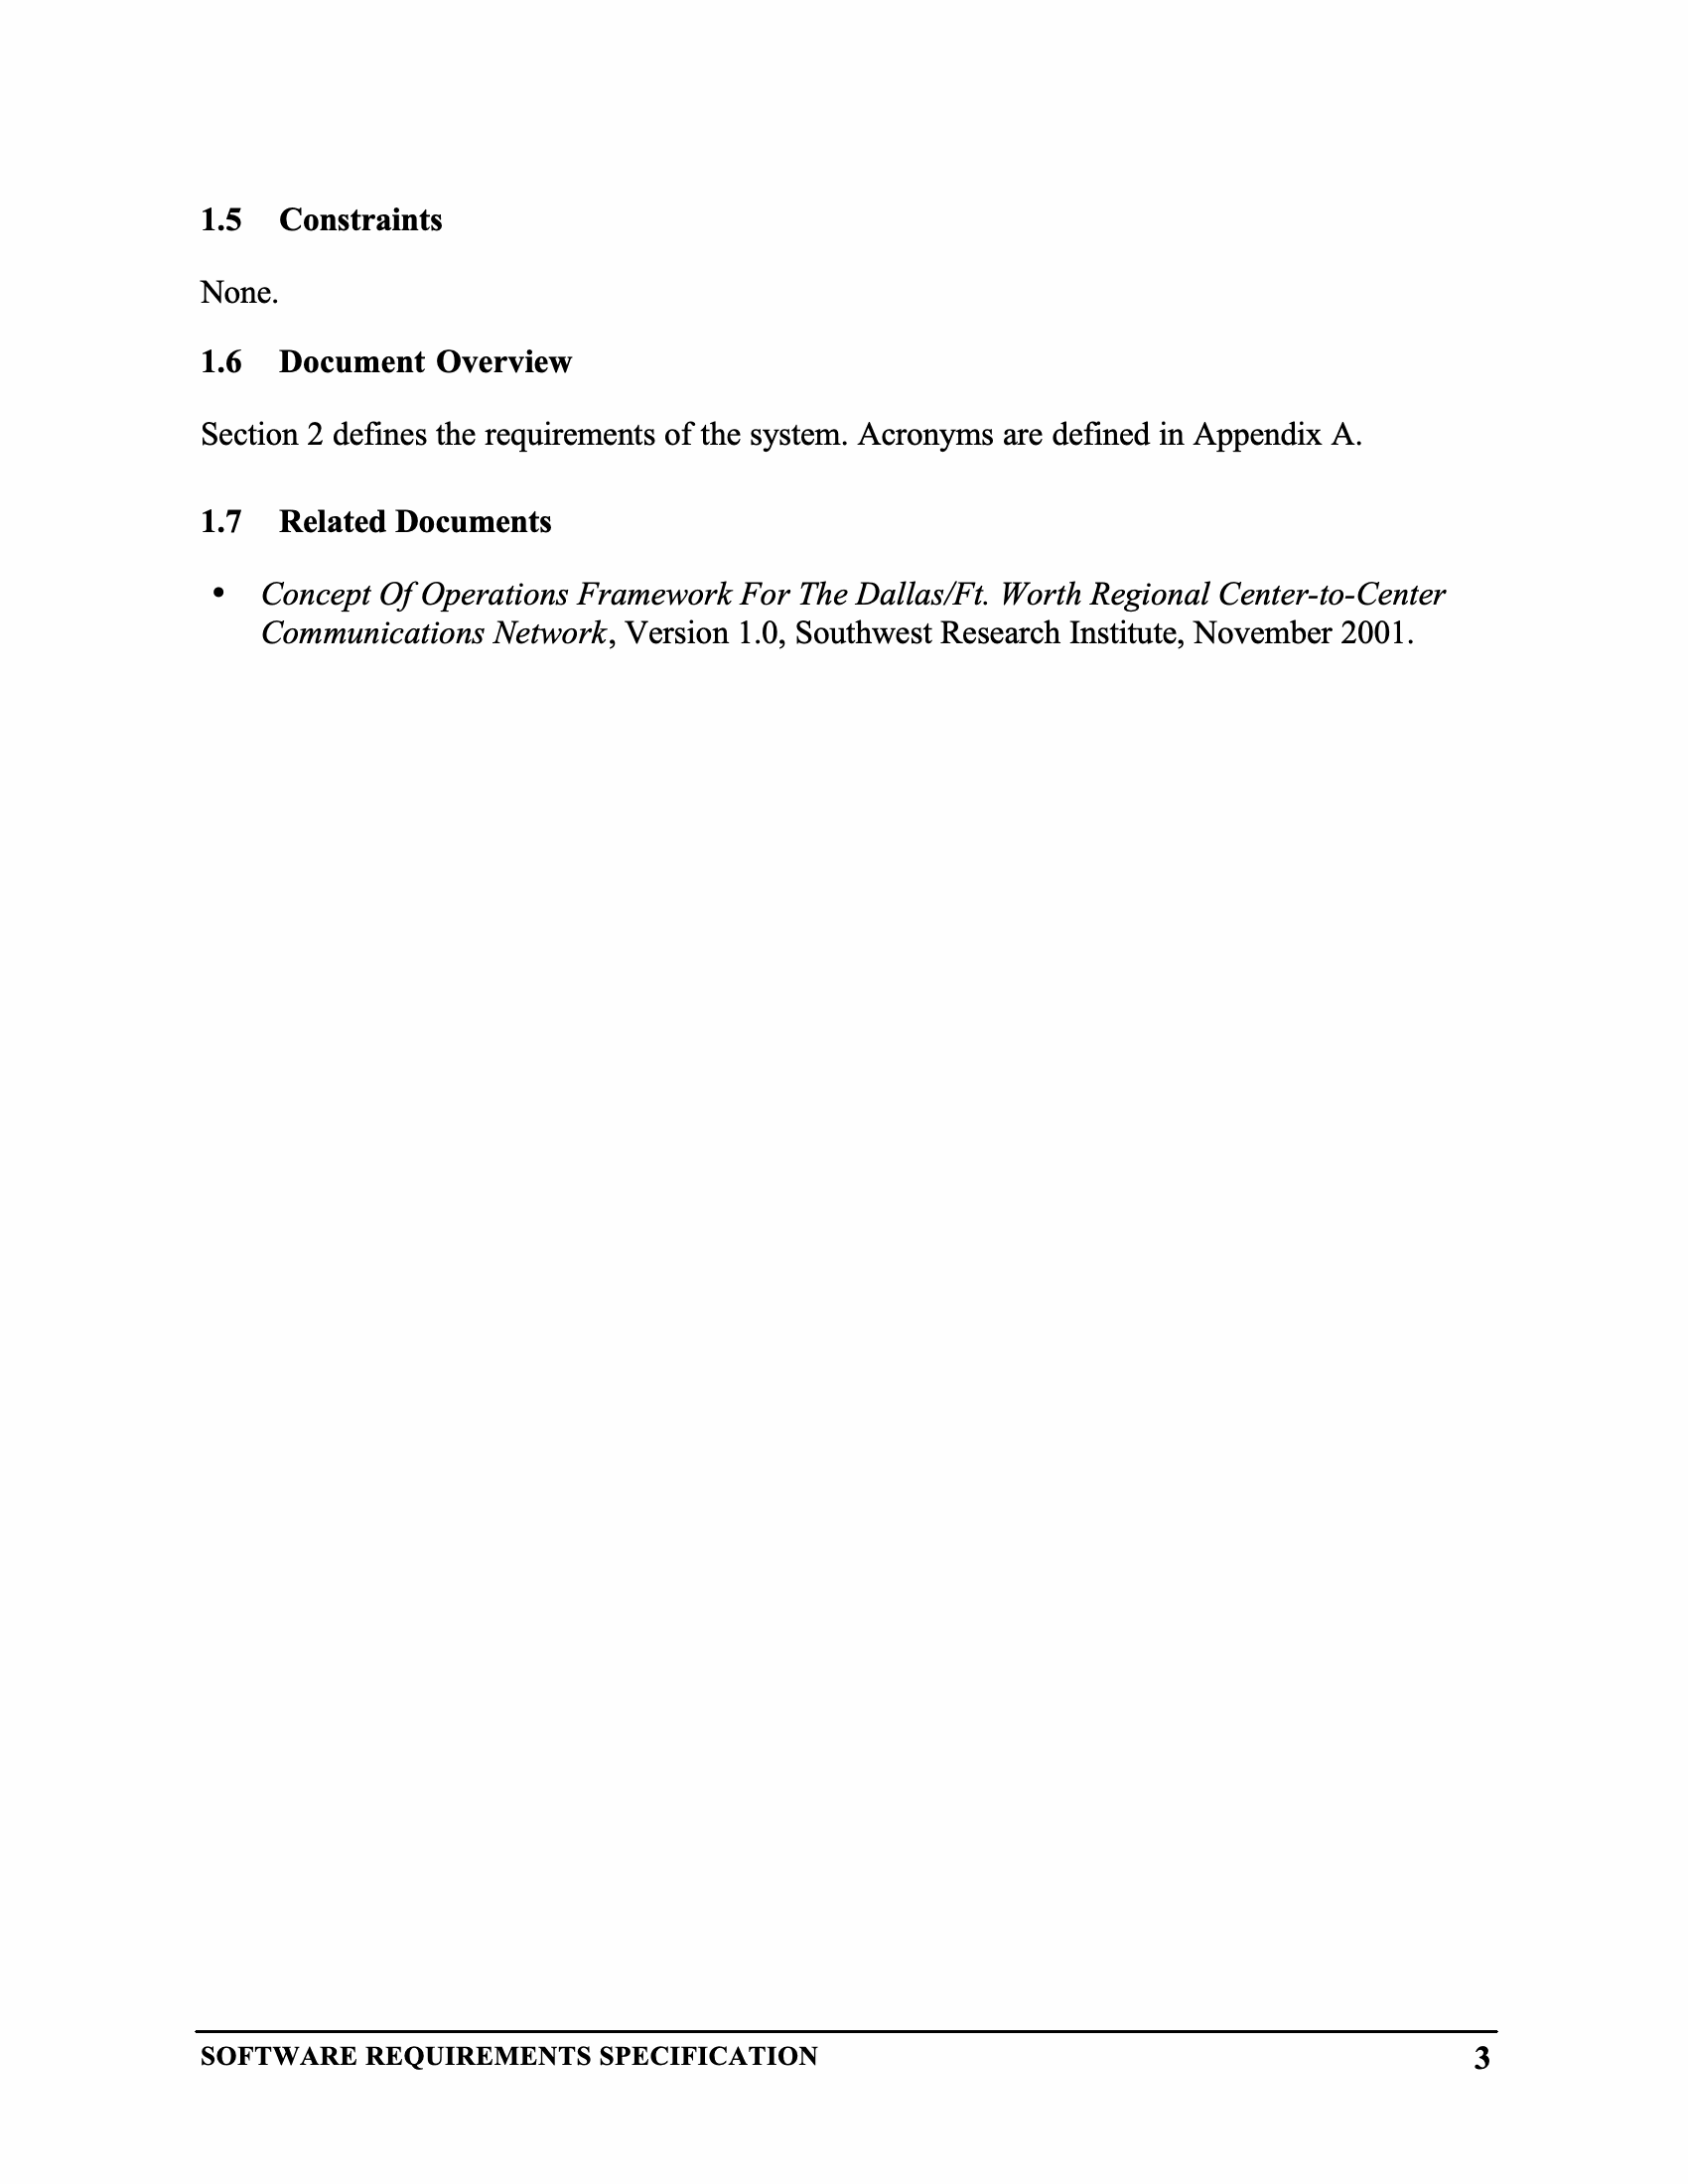 1.5 Constraints
None.
1.6 Document Overview
Section 2 defines the requirements of the system. Acronyms are defined in Appendix A.
1.7 Related Documents
• Concept Of Operations Framework For The Dallas/Ft. Worth Regional Center-to-Center
Communications Network, Version 1.0, Southwest Research Institute, November 2001.
SOFTWARE REQUIREMENTS SPECIFICATION 3